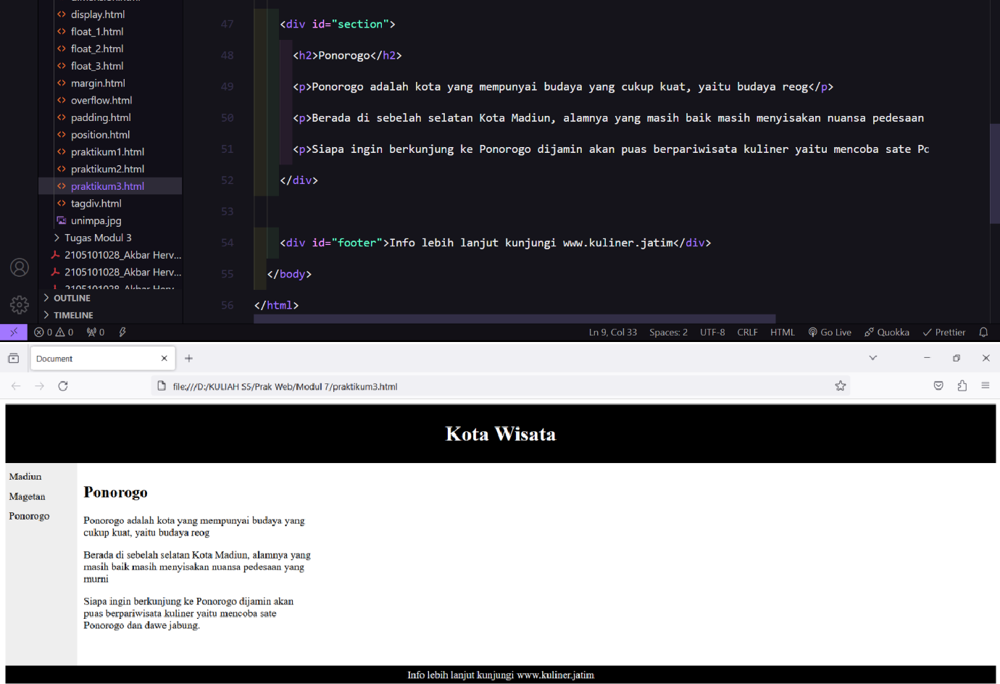 display.html
float_1.html
float_2.html
float_3.html
margin.html
overflow.html
padding.html
position.html
praktikum1.html
praktikum2.html
praktikum3.html
tagdiv.html
unimpa.jpg
Tugas Modul 3
2105101028_Akbar Herv...
2105101028_Akbar Herv...
2105101028_Akbar Herv...
OUTLINE
TIMELINE
47 <div id="section">
48 <h2>Ponorogo</h2>
49 <p>Ponorogo adalah kota yang mempunyai budaya yang cukup kuat, yaitu budaya reog</p>
50 <p>Berada di sebelah selatan Kota Madiun, alamnya yang masih baik masih menyisakan nuansa pedesaan
51 <p>Siapa ingin berkunjung ke Ponorogo dijamin akan puas berpariwisata kuliner yaitu mencoba sate
52 </div>
53
54 <div id="footer">Info lebih lanjut kunjungi www.kuliner.jatim</div>
55 </body>
56 </html>
0 0 0 Ln 9, Col 33 Spaces: 2 UTF-8 CRLF HTML Go Live Quokka Prettier
Document
file:///D:/KULIAH S5/Prak Web/Modul 7/praktikum3.html
Kota Wisata
Madiun
Magetan
Ponorogo
Ponorogo
Ponorogo adalah kota yang mempunyai budaya yang
cukup kuat, yaitu budaya reog
Berada di sebelah selatan Kota Madiun, alamnya yang
masih baik masih menyisakan nuansa pedesaan yang
murni
Siapa ingin berkunjung ke Ponorogo dijamin akan
puas berpariwisata kuliner yaitu mencoba sate
Ponorogo dan dawe jabung.
Info lebih lanjut kunjungi www.kuliner.jatim